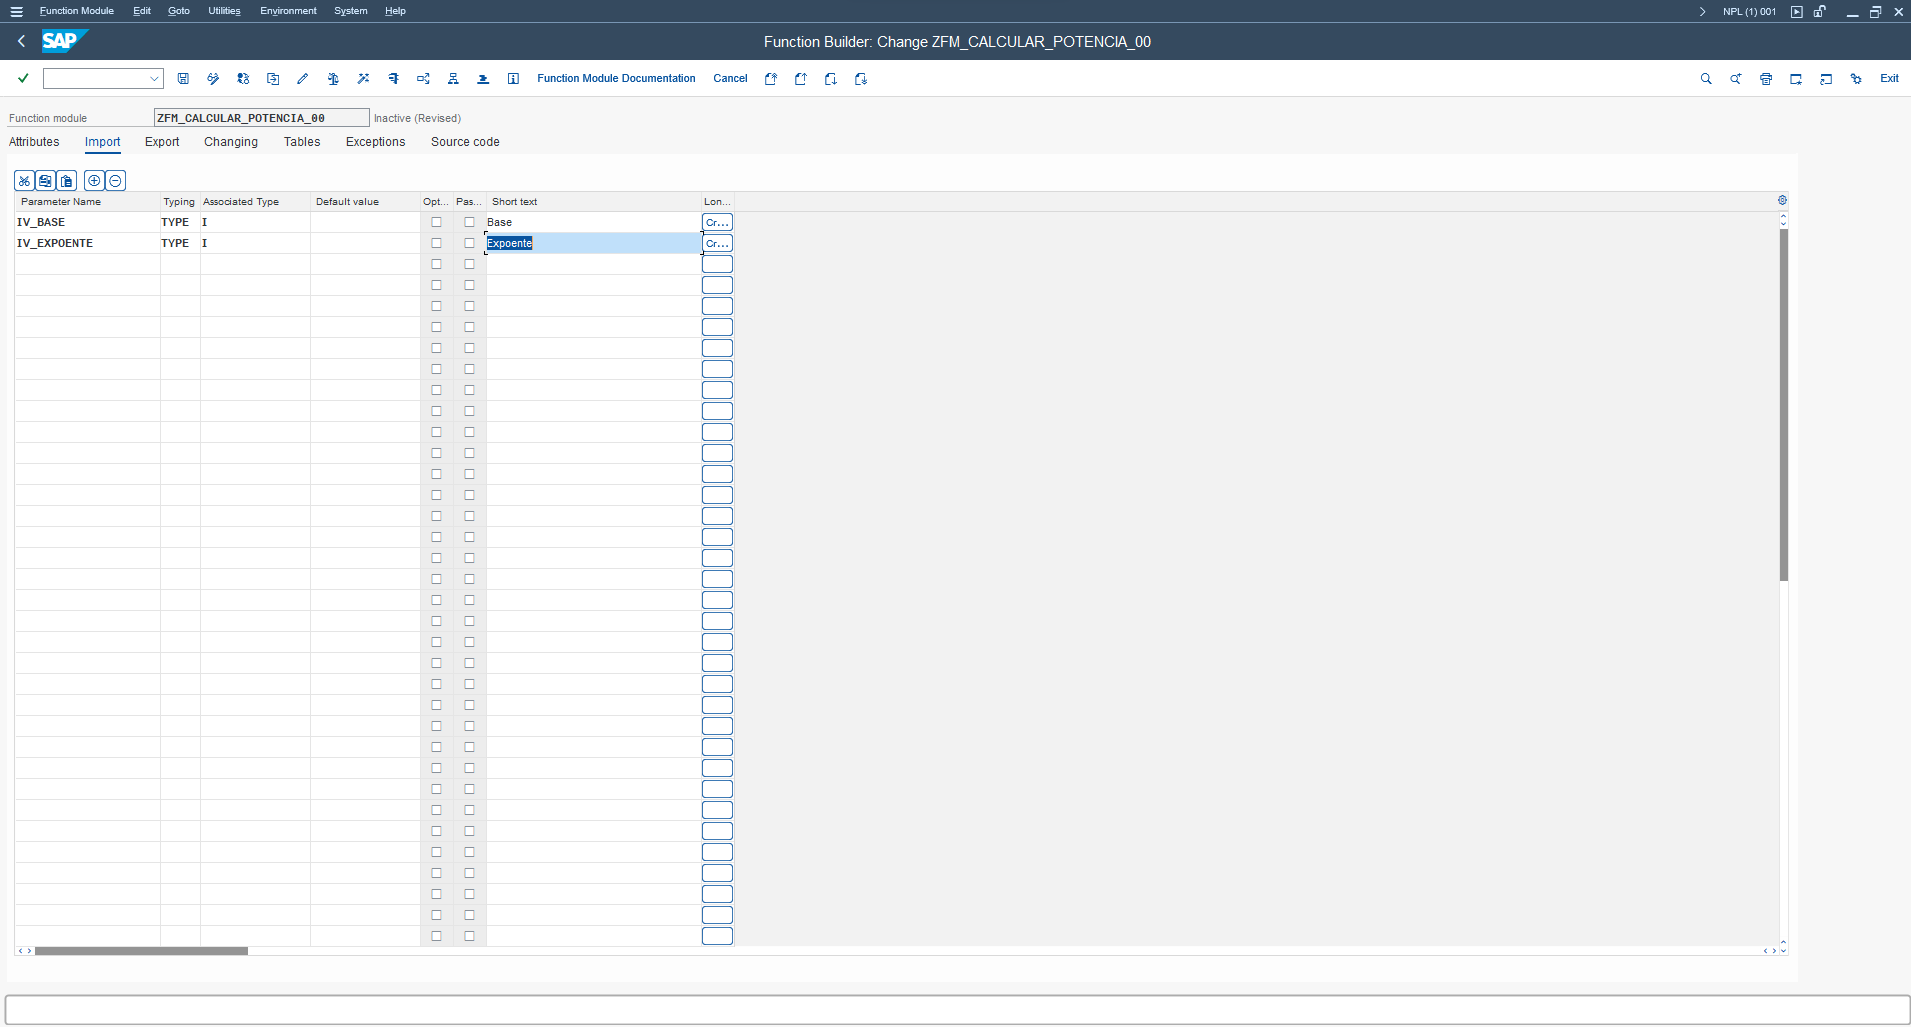 Function Module Edit Goto Utilities Environment System Help NPL (1) 001
SAP Function Builder: Change ZFM_CALCULAR_POTENCIA_00
Function Module Documentation Cancel Exit
Function module ZFM_CALCULAR_POTENCIA_00 Inactive (Revised)
Attributes Import Export Changing Tables Exceptions Source code
Parameter Name Typing Associated Type Default value Opt... Pas... Short text Lon...
IV_BASE TYPE I Base Cr...
IV_EXPOENTE TYPE I Expoente Cr...